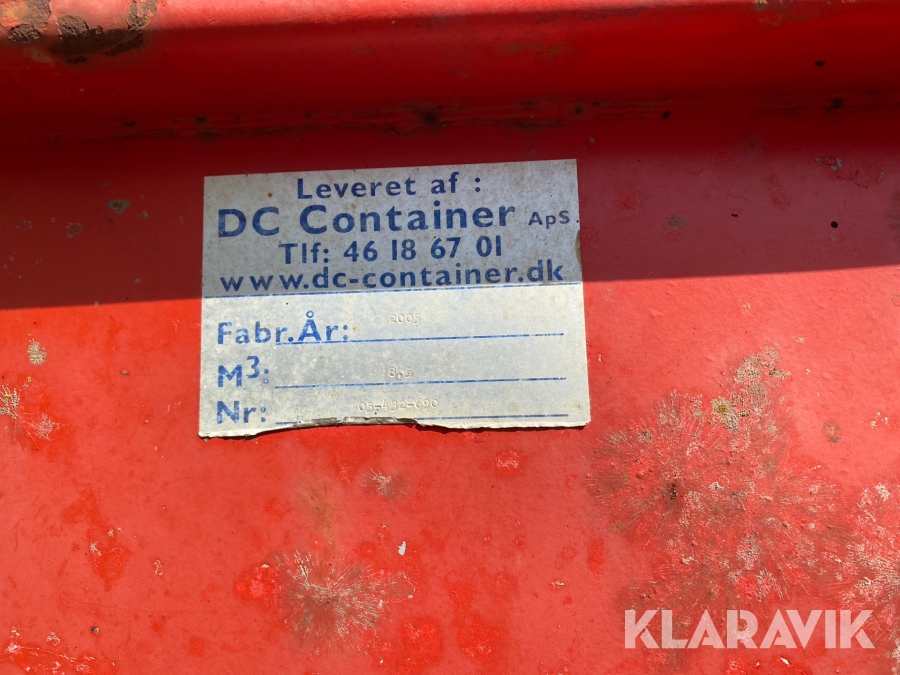 Leveret af :
DC Container ApS.
Tlf: 46 18 67 01
www.dc-container.dk
Fabr.År: 2005
M3: 8,5
Nr: 05-432-690
KLARAVIK